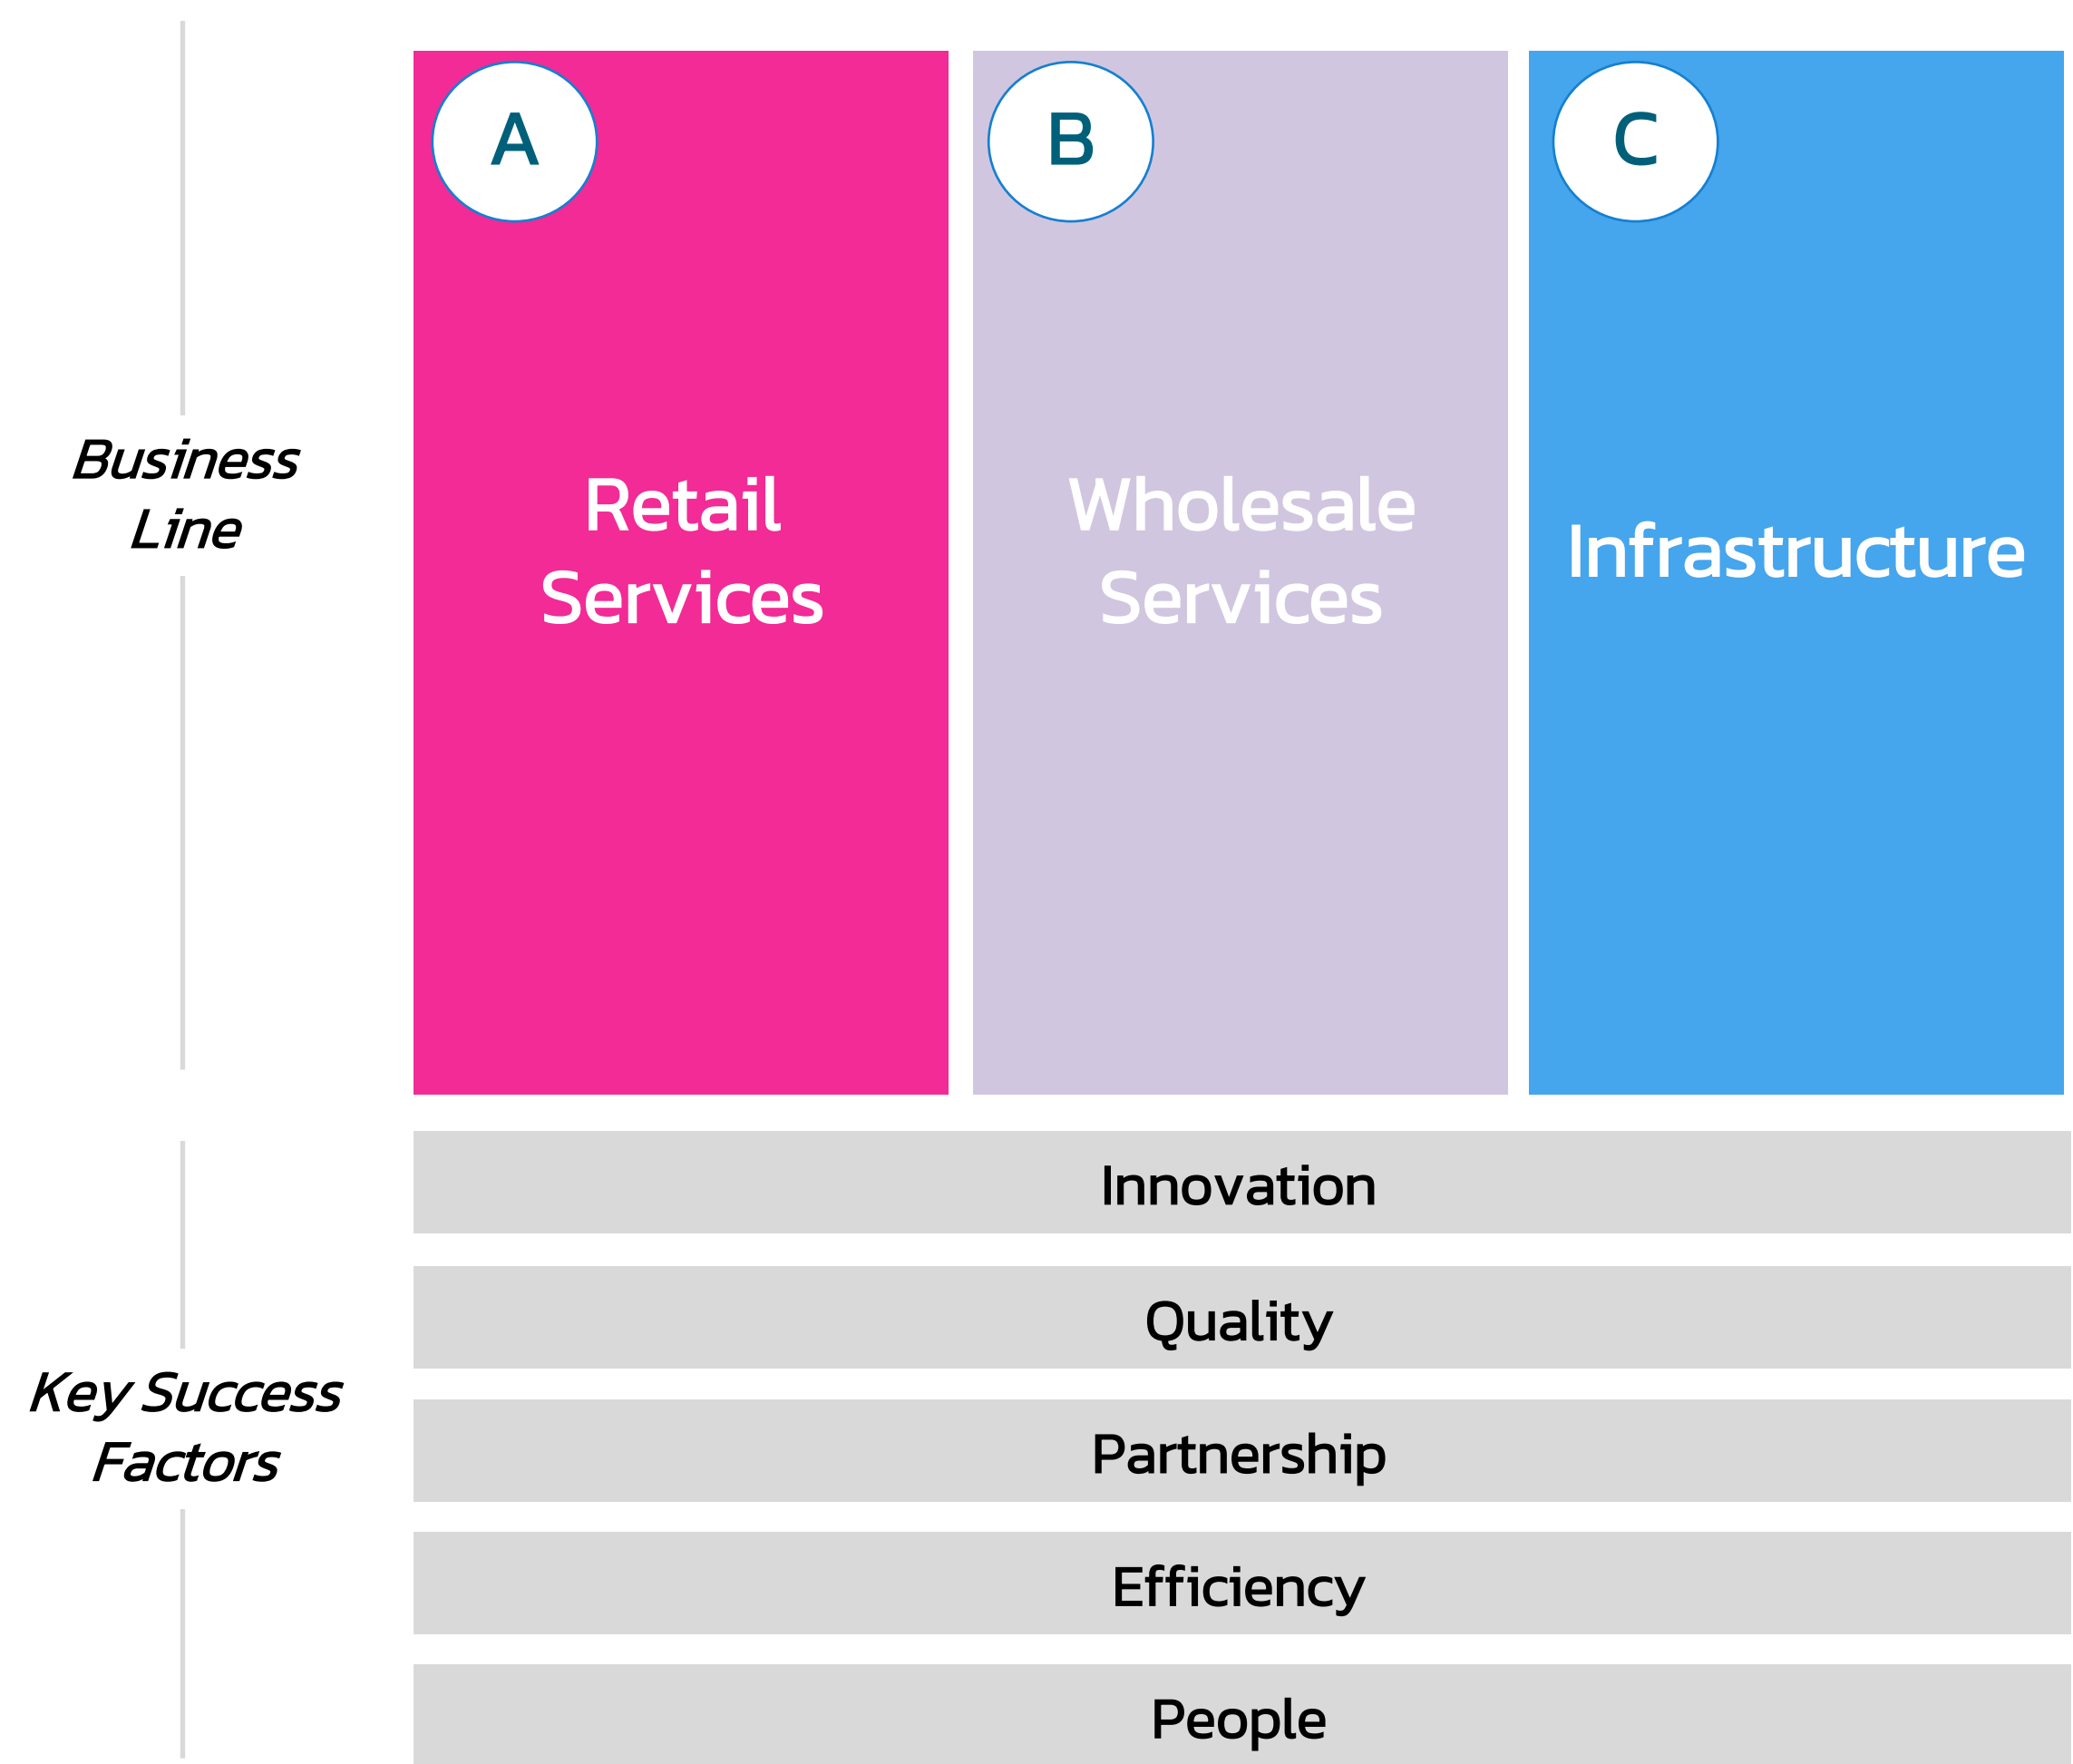 A
B
C
Business
Line
Retail
Services
Wholesale
Services
Infrastructure
Innovation
Quality
Key Success
Factors
Partnership
Efficiency
People